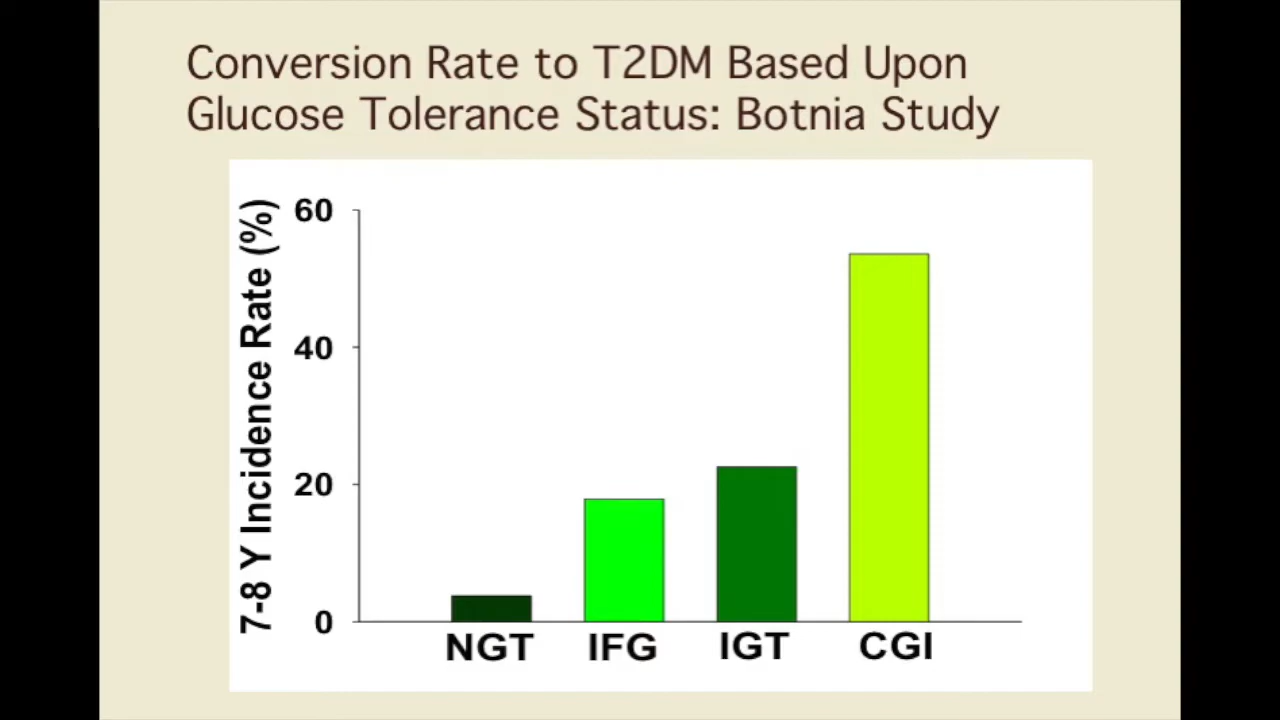 Conversion Rate to T2DM Based Upon
Glucose Tolerance Status: Botnia Study
7-8 Y Incidence Rate (%)
60
40
20
0
NGT IFG IGT CGI